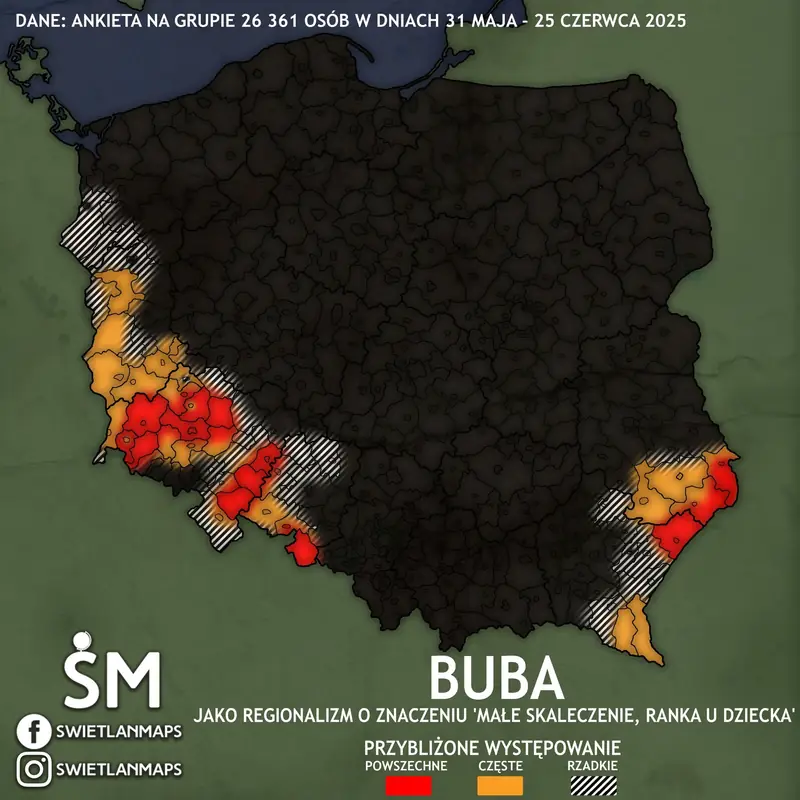 DANE: ANKIETA NA GRUPIE 26 361 OSÓB W DNIACH 31 MAJA - 25 CZERWCA 2025
ŚM
SWIETLANMAPS
SWIETLANMAPS
BUBA
JAKO REGIONALIZM O ZNACZENIU 'MAŁE SKALECZENIE, RANKA U DZIECKA'
PRZYBLIŻONE WYSTĘPOWANIE
POWSZECHNE CZĘSTE RZADKIE